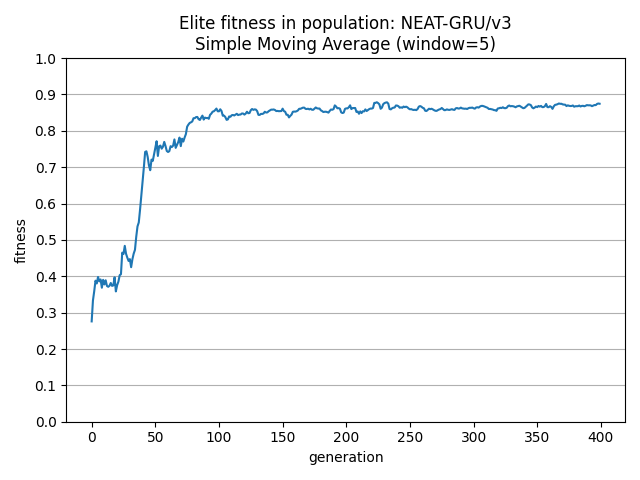 Elite fitness in population: NEAT-GRU/v3
Simple Moving Average (window=5)
1.0
0.9
0.8
0.7
0.6
0.5
0.4
0.3
0.2
0.1
0.0
fitness
0 50 100 150 200 250 300 350 400
generation